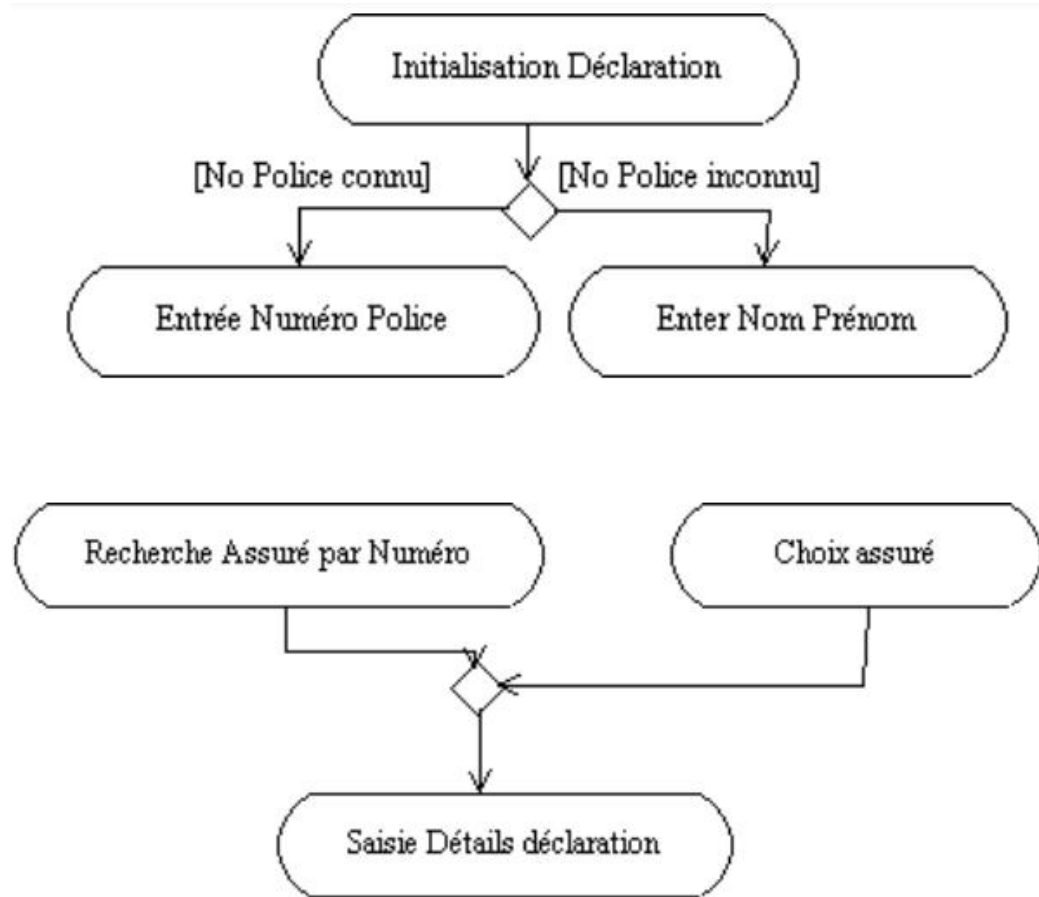 Initialisation Déclaration
[No Police connu]
[No Police inconnu]
Entrée Numéro Police
Enter Nom Prénom
Recherche Assuré par Numéro
Choix assuré
Saisie Détails déclaration